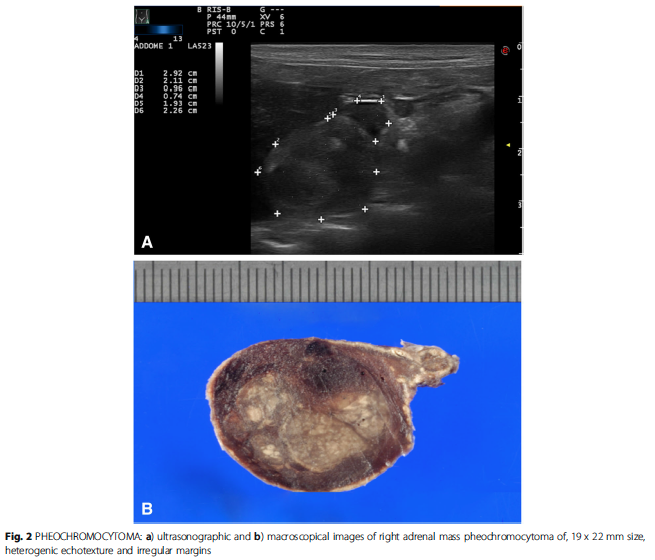 B RIS-B G ---
P 44mm XV 6
PRC 10/5/1 PRS 6
PST 0 C 1
4 13
ADDOME 1 LA523
D1 2.92 cm
D2 2.11 cm
D3 0.96 cm
D4 0.74 cm
D5 1.93 cm
D6 2.26 cm
0
1
2
3
A
B
Fig. 2 PHEOCHROMOCYTOMA: a) ultrasonographic and b) macroscopical images of right adrenal mass pheochromocytoma of, 19 x 22 mm size,
heterogenic echotexture and irregular margins